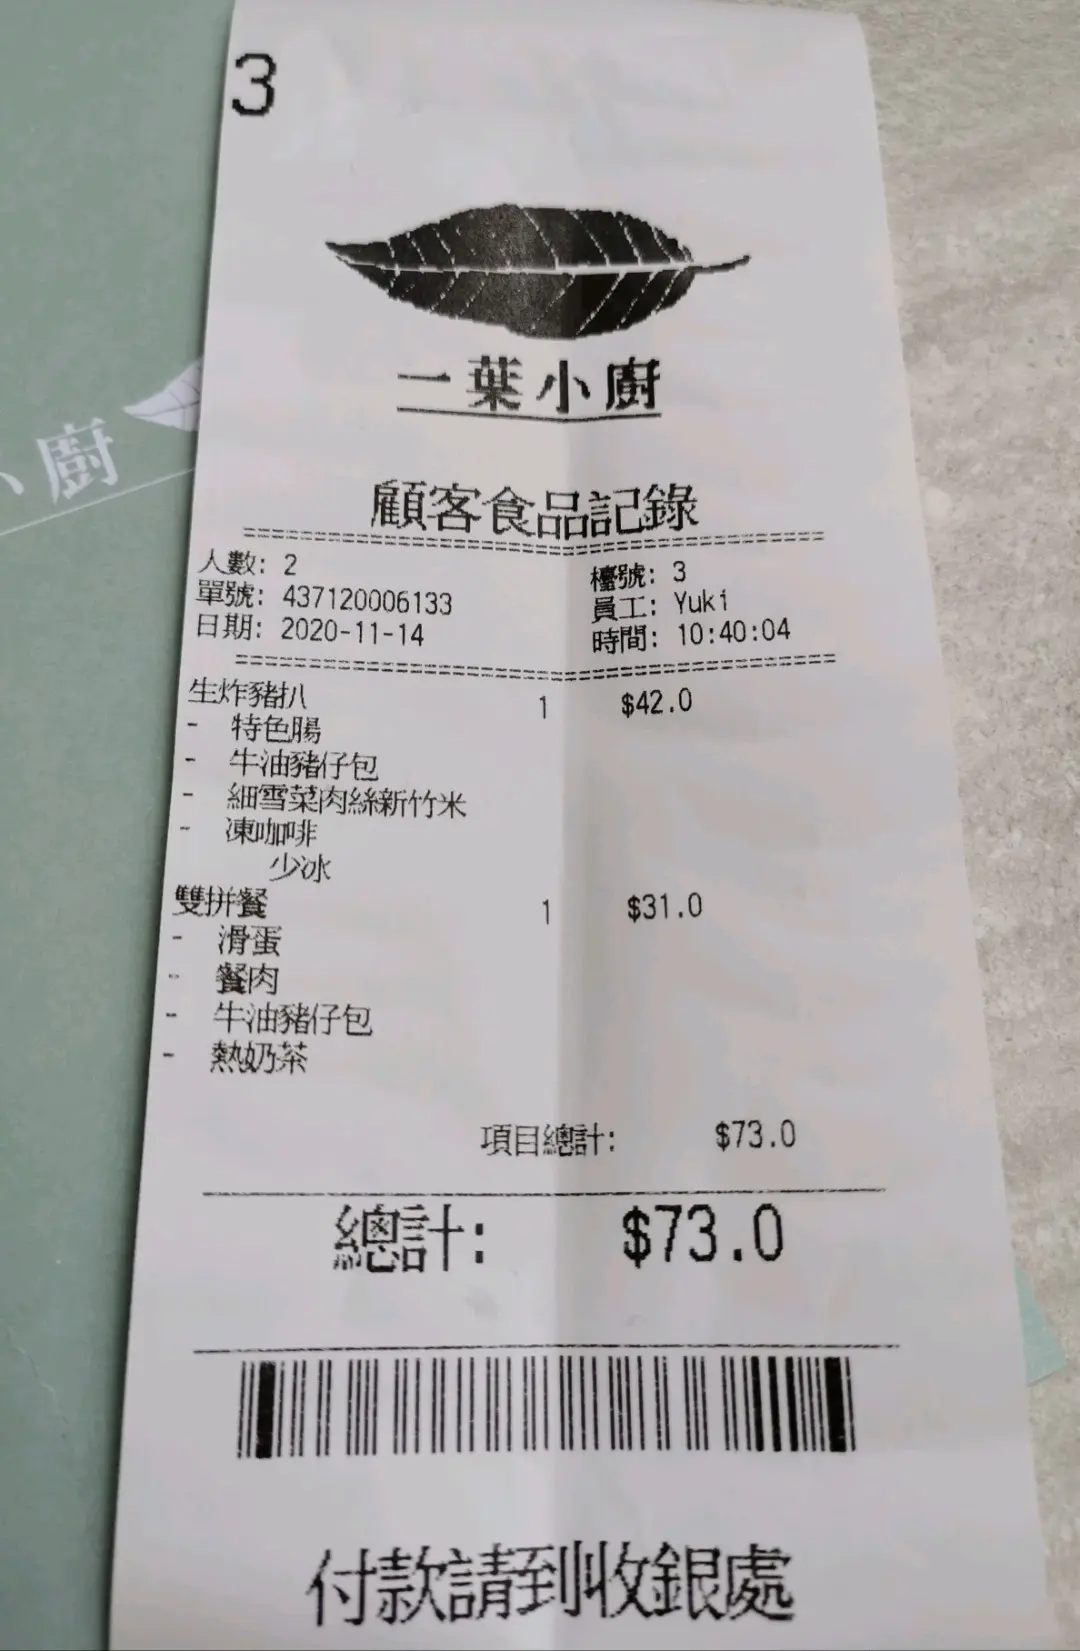 3
一葉小廚
小廚
顧客食品記錄
人數: 2
檯號: 3
單號: 437120006133
員工: Yuki
日期: 2020-11-14
時間: 10:40:04
生炸豬扒 1 $42.0
- 特色腸
- 牛油豬仔包
- 細雪菜肉絲新竹米
- 凍咖啡
少冰
雙拼餐 1 $31.0
- 滑蛋
- 餐肉
- 牛油豬仔包
- 熱奶茶
項目總計: $73.0
總計: $73.0
付款請到收銀處